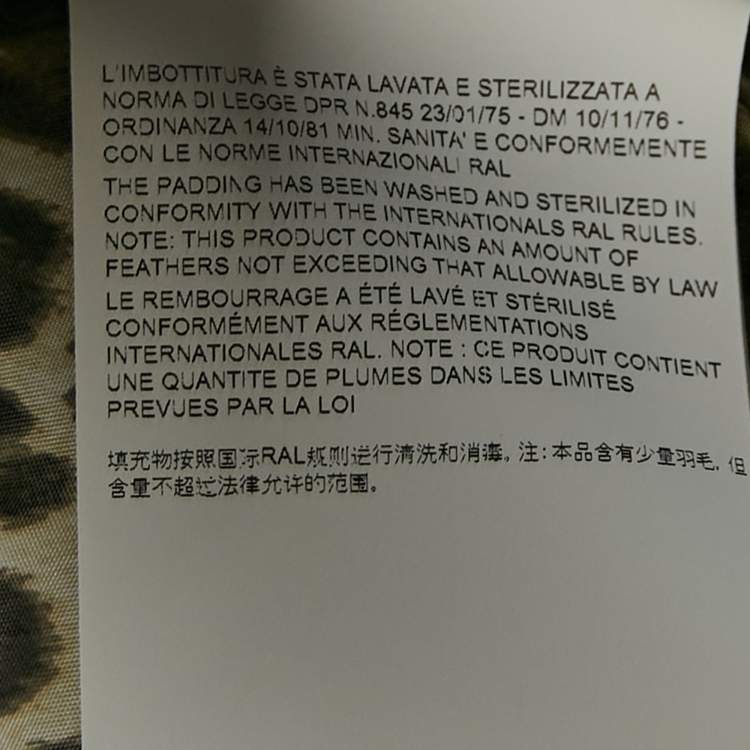 L'IMBOTTITURA È STATA LAVATA E STERILIZZATA A
NORMA DI LEGGE DPR N.845 23/01/75 - DM 10/11/76 -
ORDINANZA 14/10/81 MIN. SANITA' E CONFORMEMENTE
CON LE NORME INTERNAZIONALI RAL
THE PADDING HAS BEEN WASHED AND STERILIZED IN
CONFORMITY WITH THE INTERNATIONALS RAL RULES.
NOTE: THIS PRODUCT CONTAINS AN AMOUNT OF
FEATHERS NOT EXCEEDING THAT ALLOWABLE BY LAW
LE REMBOURRAGE A ÉTÉ LAVÉ ET STÉRILISÉ
CONFORMÉMENT AUX RÉGLEMENTATIONS
INTERNATIONALES RAL. NOTE : CE PRODUIT CONTIENT
UNE QUANTITE DE PLUMES DANS LES LIMITES
PREVUES PAR LA LOI
填充物按照国际RAL规则进行清洗和消毒。注:本品含有少量羽毛,但
含量不超过法律允许的范围。